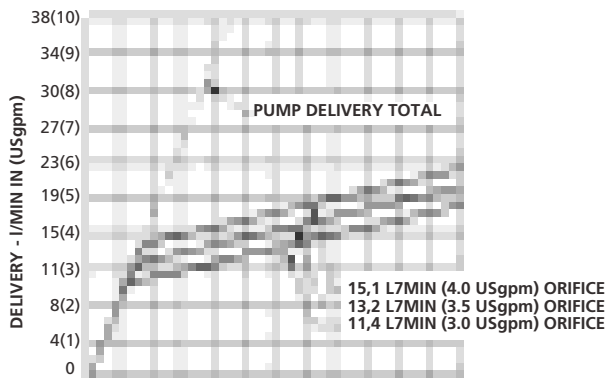 38(10)
34(9)
30(8)
27(7)
23(6)
19(5)
15(4)
11(3)
8(2)
4(1)
0
DELIVERY - I/MIN IN (USgpm)
PUMP DELIVERY TOTAL
15,1 L7MIN (4.0 USgpm) ORIFICE
13,2 L7MIN (3.5 USgpm) ORIFICE
11,4 L7MIN (3.0 USgpm) ORIFICE